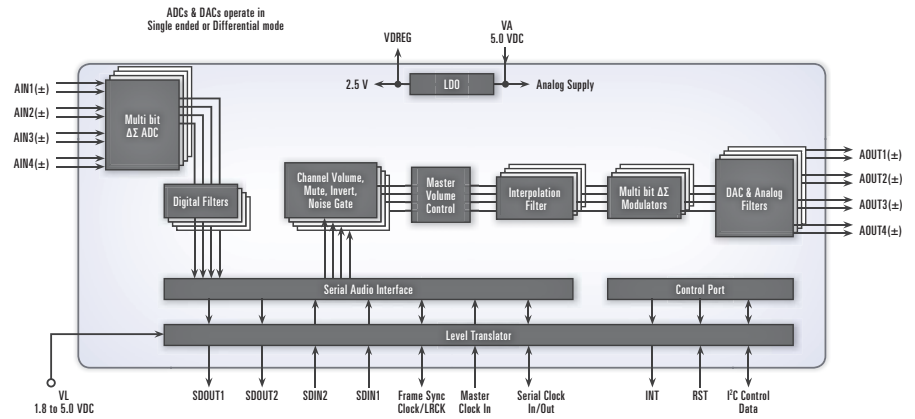 ADCs & DACs operate in
Single ended or Differential mode
VDREG
VA
5.0 VDC
2.5 V
LDO
Analog Supply
AIN1(±)
AIN2(±)
AIN3(±)
AIN4(±)
Multi bit
ΔΣ ADC
Digital Filters
Channel Volume,
Mute, Invert,
Noise Gate
Master
Volume
Control
Interpolation
Filter
Multi bit ΔΣ
Modulators
DAC & Analog
Filters
AOUT1(±)
AOUT2(±)
AOUT3(±)
AOUT4(±)
Serial Audio Interface
Control Port
Level Translator
VL
1.8 to 5.0 VDC
SDOUT1
SDOUT2
SDIN2
SDIN1
Frame Sync
Clock/LRCK
Master
Clock In
Serial Clock
In/Out
INT
RST
I²C Control
Data